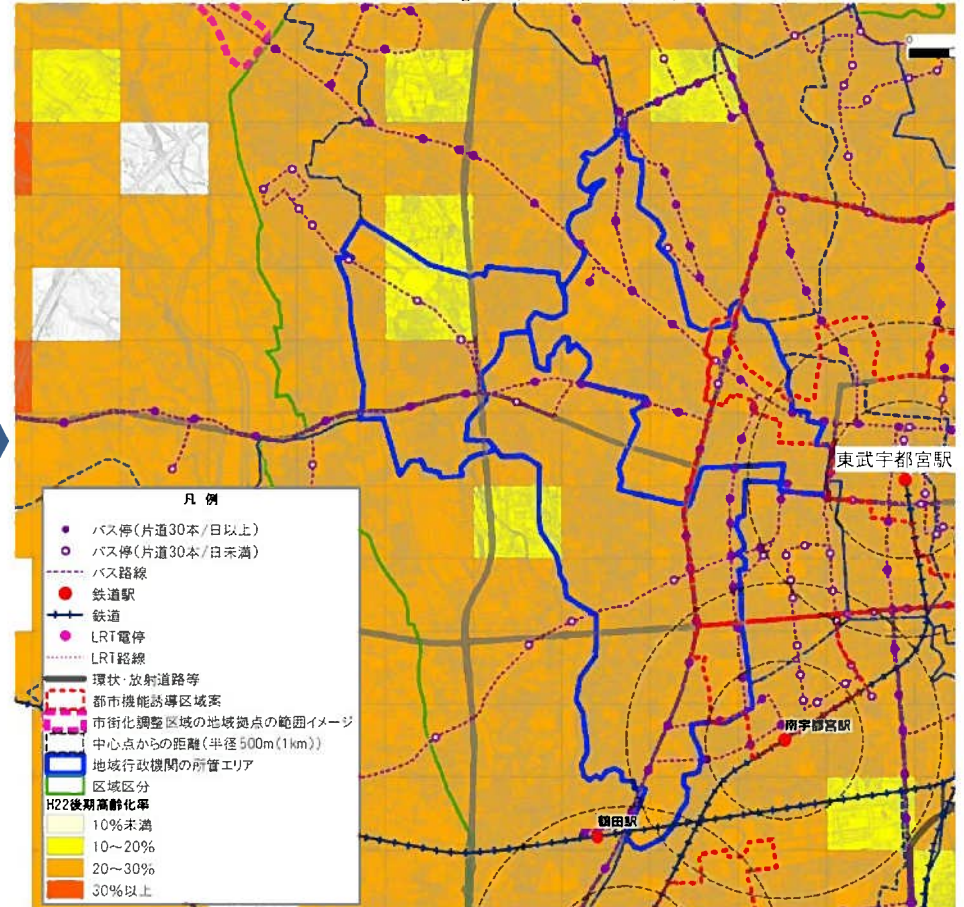 0
東武宇都宮駅
凡 例
バス停(片道30本/日以上)
バス停(片道30本/日未満)
バス路線
鉄道駅
鉄道
LRT電停
LRT路線
環状・放射道路等
都市機能誘導区域案
市街化調整区域の地域拠点の範囲イメージ
中心点からの距離(半径500m(1km))
地域行政機関の所管エリア
区域区分
H22後期高齢化率
10%未満
10～20%
20～30%
30%以上
南宇都宮駅
鶴田駅